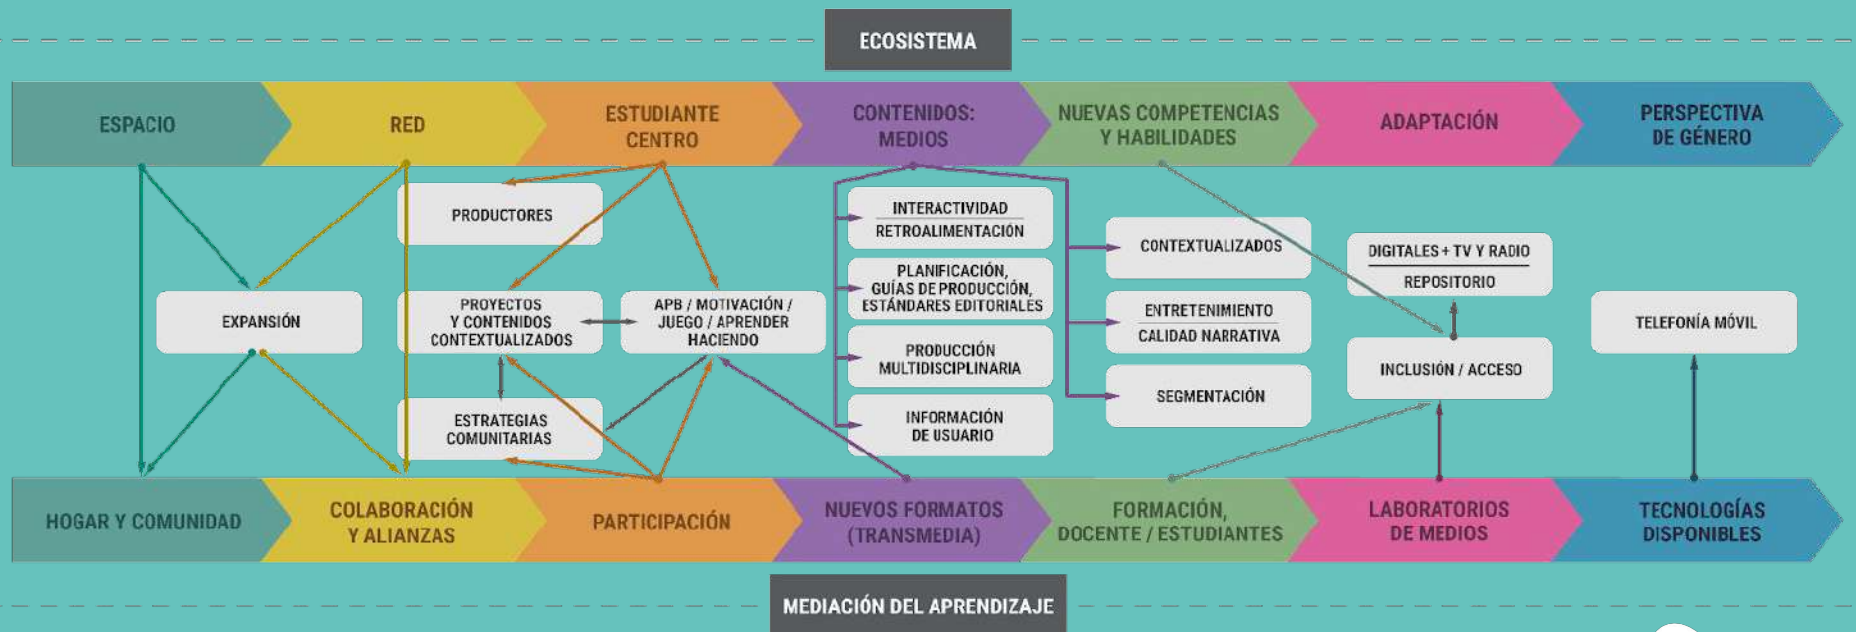 ECOSISTEMA
ESPACIO
RED
ESTUDIANTE
CENTRO
CONTENIDOS:
MEDIOS
NUEVAS COMPETENCIAS
Y HABILIDADES
ADAPTACIÓN
PERSPECTIVA
DE GÉNERO
PRODUCTORES
INTERACTIVIDAD
RETROALIMENTACIÓN
CONTEXTUALIZADOS
DIGITALES + TV Y RADIO
REPOSITORIO
PLANIFICACIÓN,
GUÍAS DE PRODUCCIÓN,
ESTÁNDARES EDITORIALES
EXPANSIÓN
PROYECTOS
Y CONTENIDOS
CONTEXTUALIZADOS
APB / MOTIVACIÓN /
JUEGO / APRENDER
HACIENDO
ENTRETENIMIENTO
CALIDAD NARRATIVA
TELEFONÍA MÓVIL
PRODUCCIÓN
MULTIDISCIPLINARIA
INCLUSIÓN / ACCESO
SEGMENTACIÓN
ESTRATEGIAS
COMUNITARIAS
INFORMACIÓN
DE USUARIO
HOGAR Y COMUNIDAD
COLABORACIÓN
Y ALIANZAS
PARTICIPACIÓN
NUEVOS FORMATOS
(TRANSMEDIA)
FORMACIÓN,
DOCENTE / ESTUDIANTES
LABORATORIOS
DE MEDIOS
TECNOLOGÍAS
DISPONIBLES
MEDIACIÓN DEL APRENDIZAJE